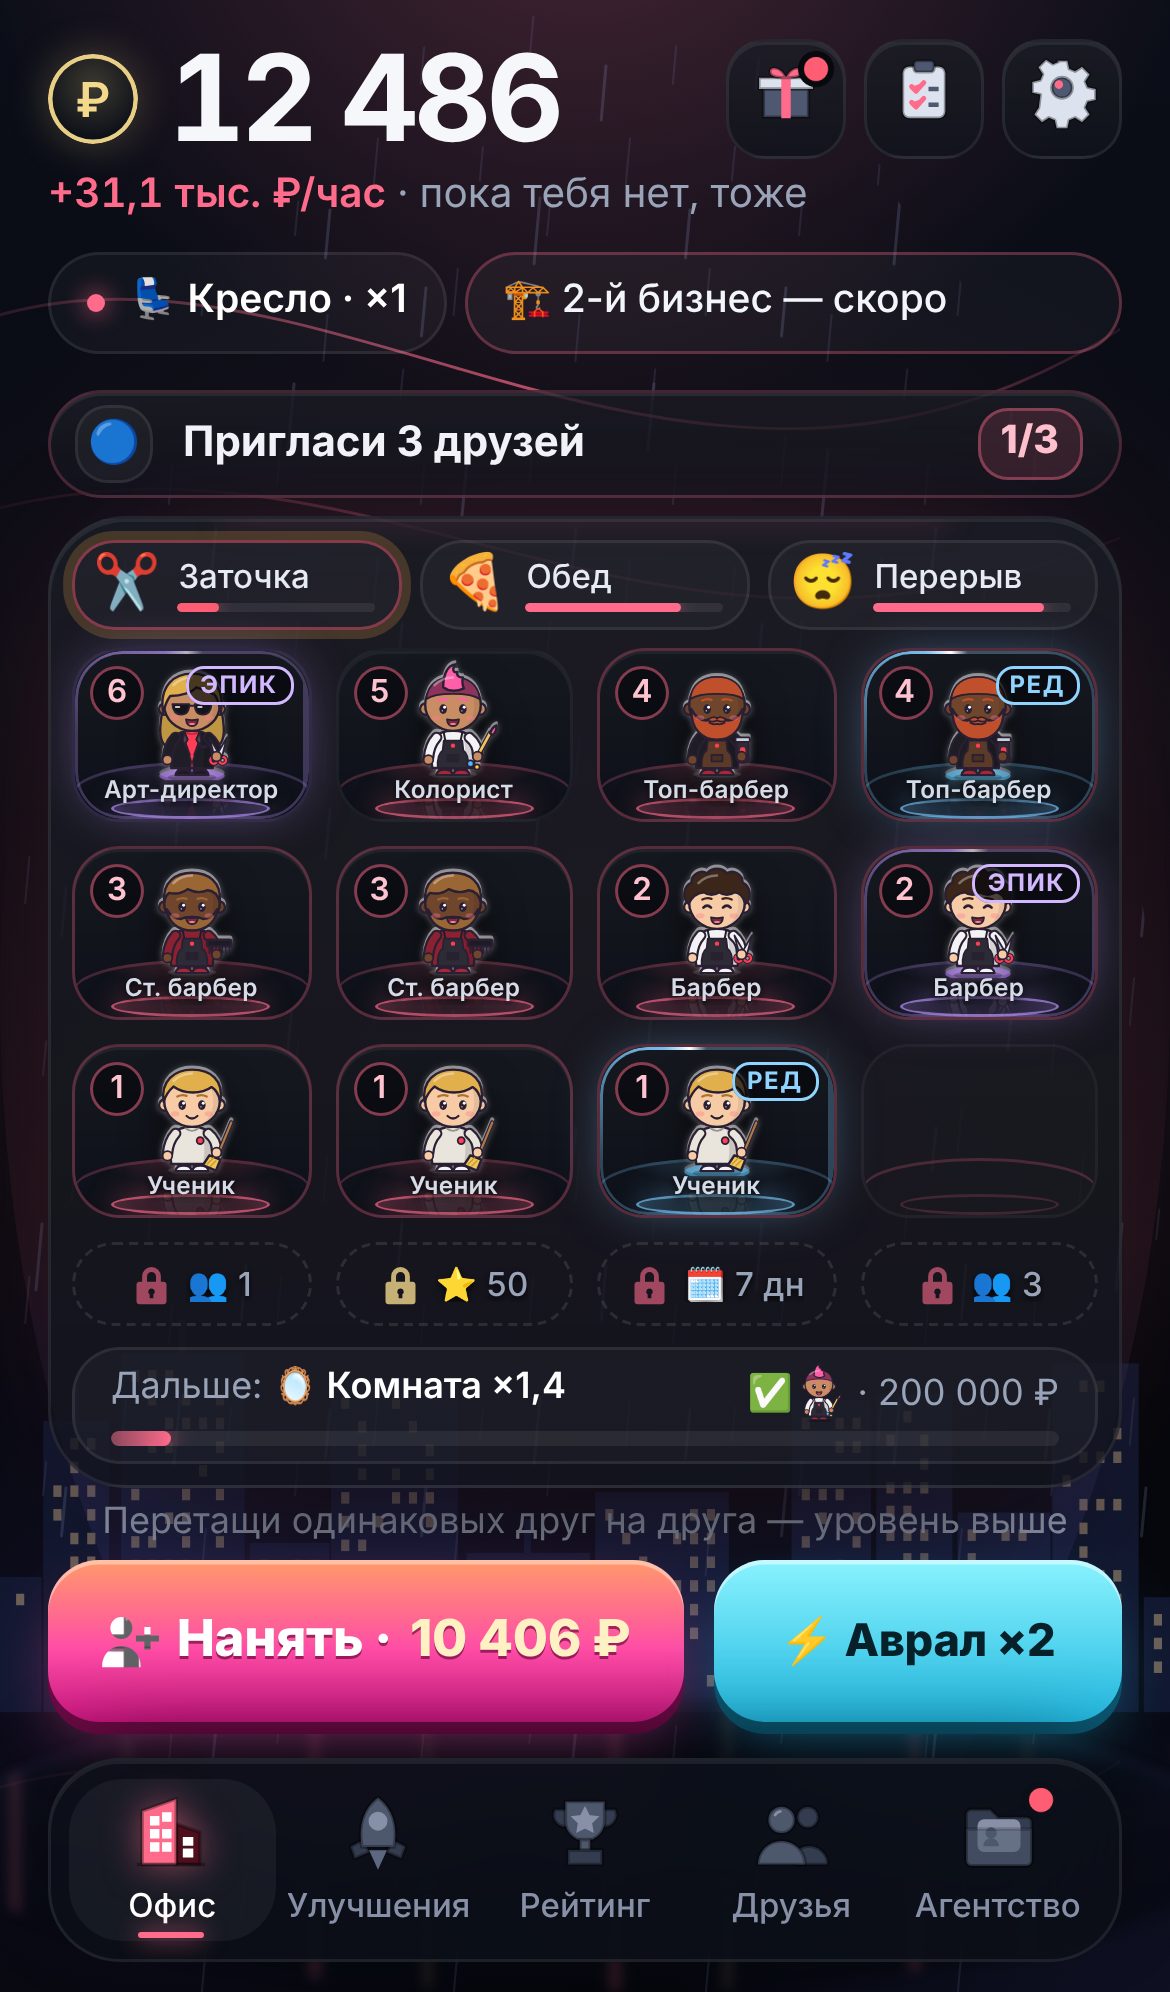 ₽ 12 486
+31,1 тыс. ₽/час · пока тебя нет, тоже
Кресло · ×1
2-й бизнес — скоро
Пригласи 3 друзей
1/3
Заточка
Обед
Перерыв
6 ЭПИК
Арт-директор
5
Колорист
4
Топ-барбер
4 РЕД
Топ-барбер
3
Ст. барбер
3
Ст. барбер
2
Барбер
2 ЭПИК
Барбер
1
Ученик
1
Ученик
1 РЕД
Ученик
1
50
7 дн
3
Дальше: Комната ×1,4
· 200 000 ₽
Перетащи одинаковых друг на друга — уровень выше
Нанять · 10 406 ₽
Аврал ×2
Офис
Улучшения
Рейтинг
Друзья
Агентство